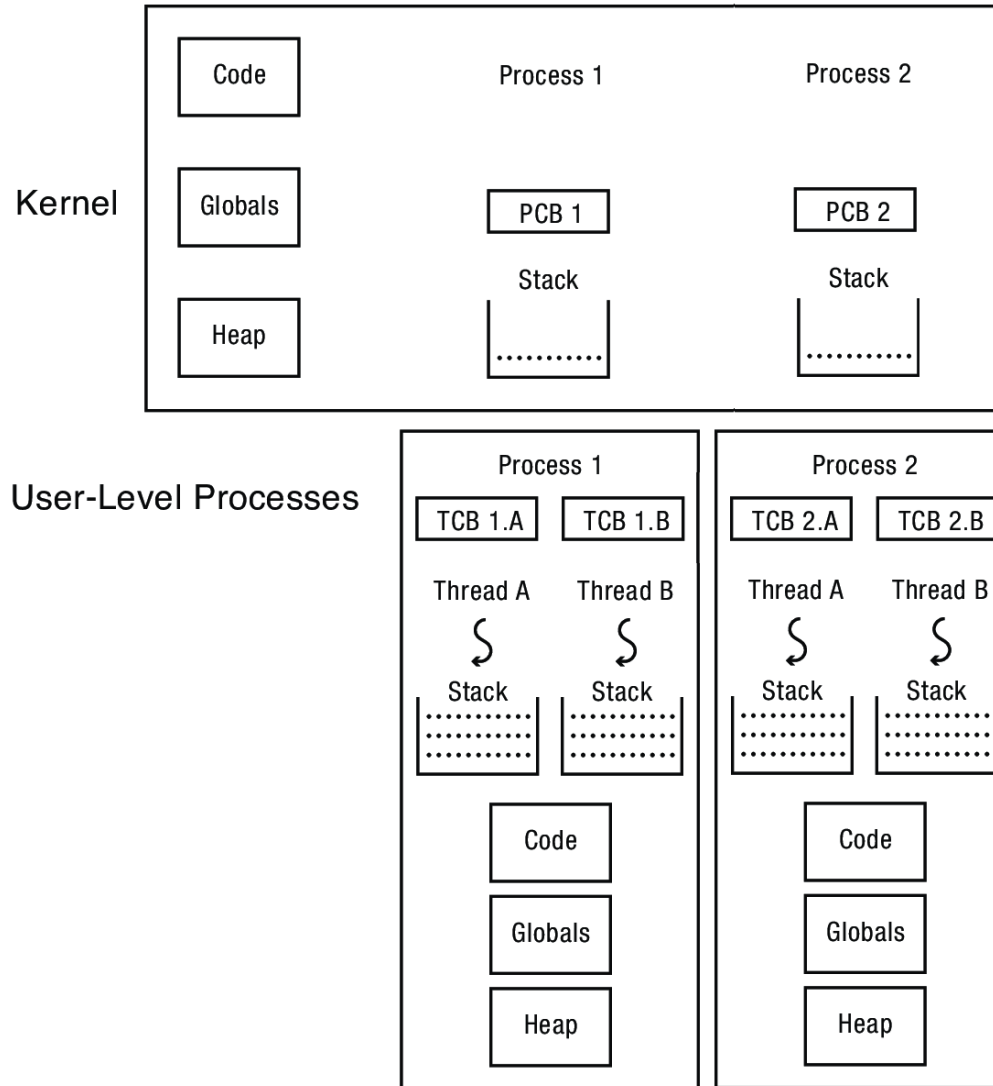 Code Process 1 Process 2
Kernel Globals PCB 1 PCB 2
Stack Stack
Heap
Process 1 Process 2
User-Level Processes
TCB 1.A TCB 1.B TCB 2.A TCB 2.B
Thread A Thread B Thread A Thread B
Stack Stack Stack Stack
Code Code
Globals Globals
Heap Heap